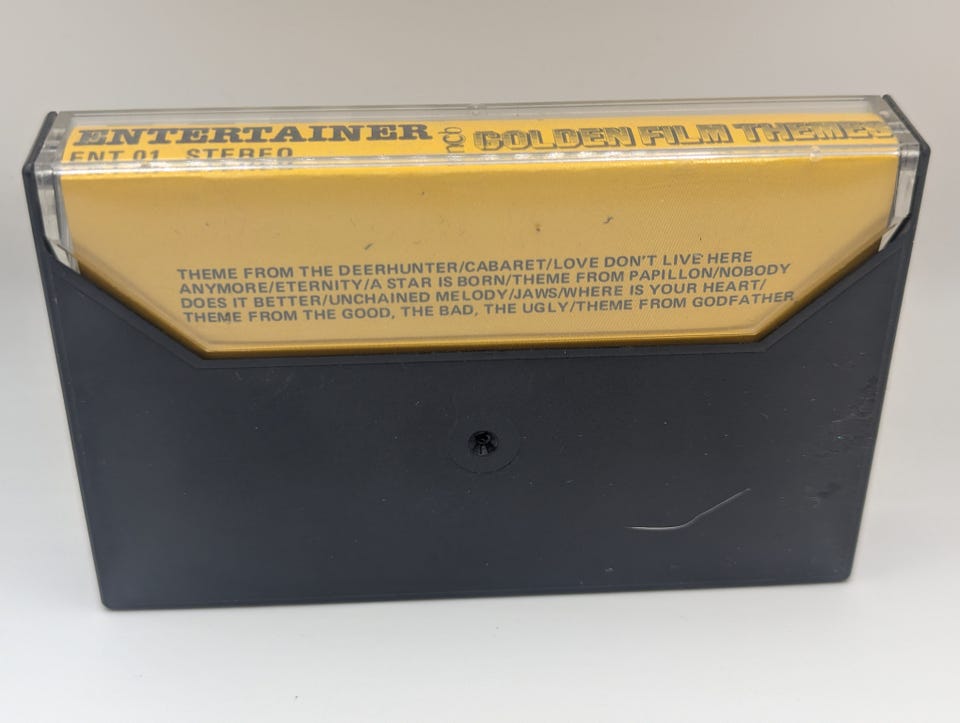 ENTERTAINER
ncb
GOLDEN FILM THEMES
ENT 01 STEREO
THEME FROM THE DEERHUNTER/CABARET/LOVE DON'T LIVE HERE
ANYMORE/ETERNITY/A STAR IS BORN/THEME FROM PAPILLON/NOBODY
DOES IT BETTER/UNCHAINED MELODY/JAWS/WHERE IS YOUR HEART/
THEME FROM THE GOOD, THE BAD, THE UGLY/THEME FROM GODFATHER